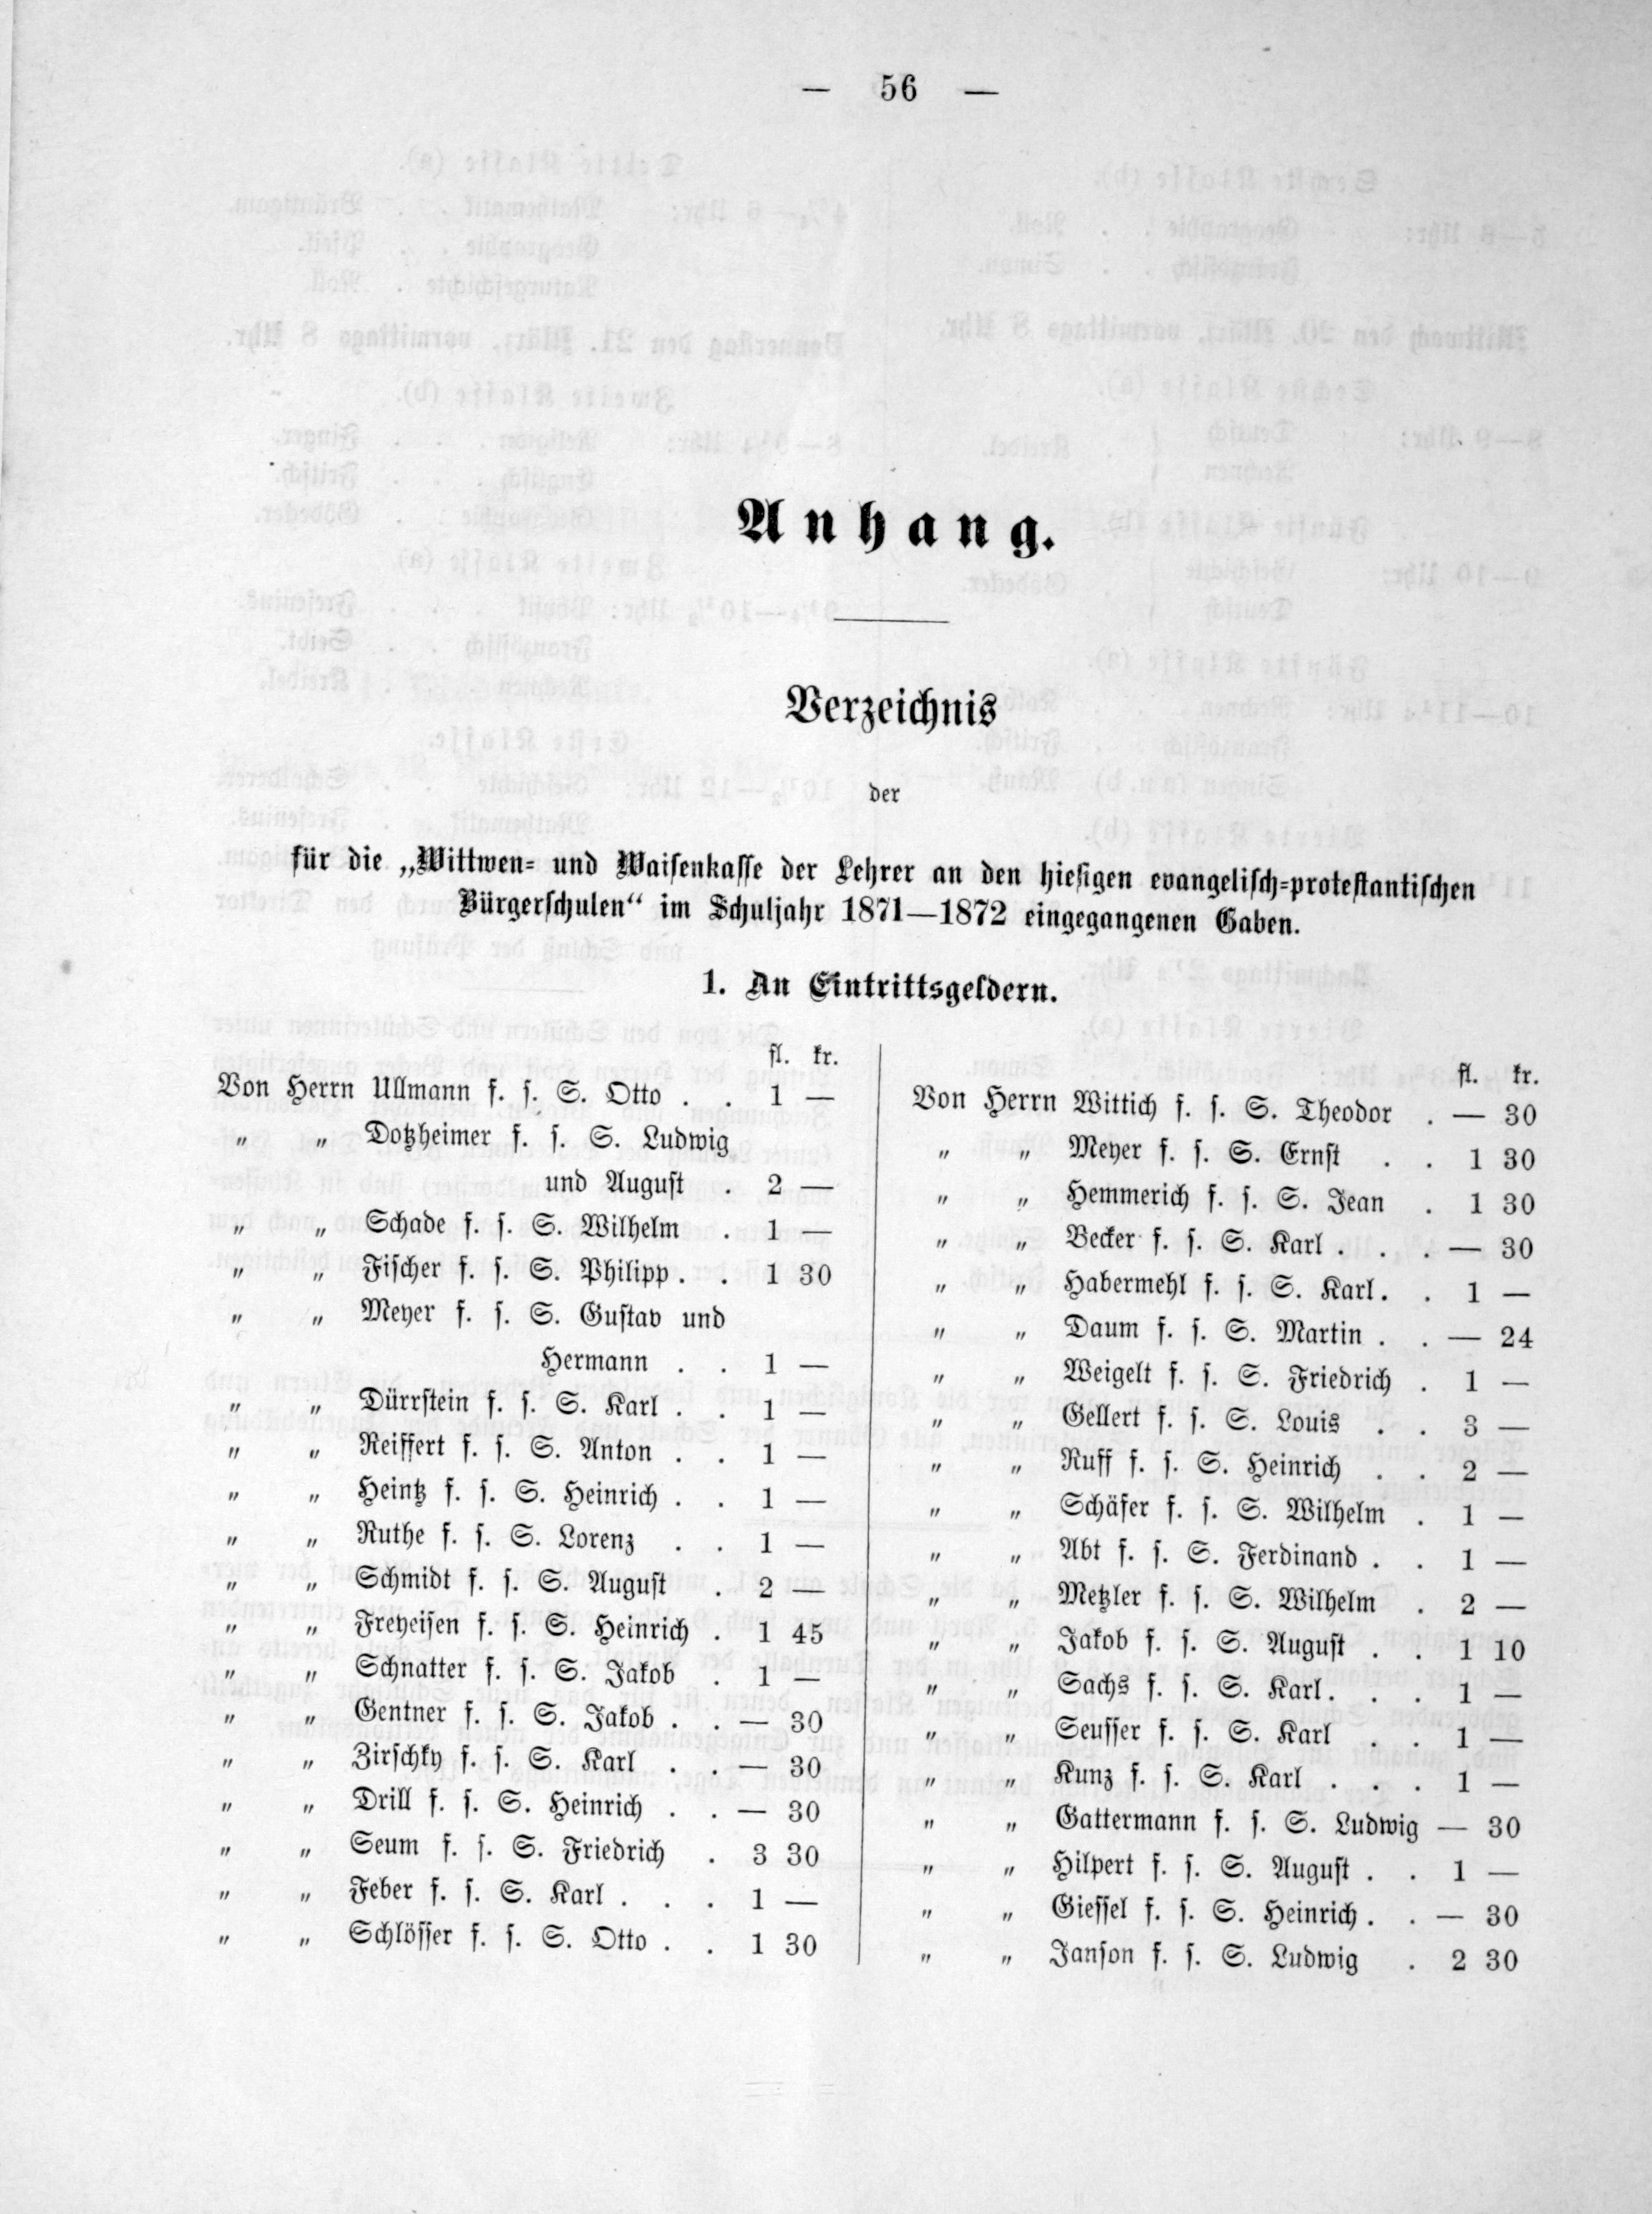 — 56 —
Anhang.
Verzeichnis
der
für die „Wittwen- und Waisenkasse der Lehrer an den hiesigen evangelisch-protestantischen
Bürgerschulen“ im Schuljahr 1871—1872 eingegangenen Gaben.
1. An Eintrittsgeldern.
fl. kr.
Von Herrn Ullmann f. s. S. Otto . . 1 —
„ „ Dotzheimer f. s. S. Ludwig
und August . 2 —
„ „ Schade f. s. S. Wilhelm . 1 —
„ „ Fischer f. s. S. Philipp . . 1 30
„ „ Meyer f. s. S. Gustav und
Hermann . . 1 —
„ „ Dürrstein f. s. S. Karl . . 1 —
„ „ Reiffert f. s. S. Anton . . 1 —
„ „ Heintz f. s. S. Heinrich . . 1 —
„ „ Ruthe f. s. S. Lorenz . . 1 —
„ „ Schmidt f. s. S. August . 2 —
„ „ Freyeisen f. s. S. Heinrich . 1 45
„ „ Schnatter f. s. S. Jakob . 1 —
„ „ Gentner f. s. S. Jakob . . — 30
„ „ Zirschky f. s. S. Karl . . — 30
„ „ Drill f. s. S. Heinrich . . — 30
„ „ Seum f. s. S. Friedrich . 3 30
„ „ Feber f. s. S. Karl . . . 1 —
„ „ Schlösser f. s. S. Otto . . 1 30
fl. kr.
Von Herrn Wittich f. s. S. Theodor . — 30
„ „ Meyer f. s. S. Ernst . . 1 30
„ „ Hemmerich f. s. S. Jean . 1 30
„ „ Becker f. s. S. Karl . . . — 30
„ „ Habermehl f. s. S. Karl . . 1 —
„ „ Daum f. s. S. Martin . . — 24
„ „ Weigelt f. s. S. Friedrich . 1 —
„ „ Gellert f. s. S. Louis . . 3 —
„ „ Ruff f. s. S. Heinrich . . 2 —
„ „ Schäfer f. s. S. Wilhelm . 1 —
„ „ Abt f. s. S. Ferdinand . . 1 —
„ „ Metzler f. s. S. Wilhelm . 2 —
„ „ Jakob f. s. S. August . . 1 10
„ „ Sachs f. s. S. Karl . . . 1 —
„ „ Seusser f. s. S. Karl . . 1 —
„ „ Kunz f. s. S. Karl . . . 1 —
„ „ Gattermann f. s. S. Ludwig — 30
„ „ Hilpert f. s. S. August . . 1 —
„ „ Giessel f. s. S. Heinrich . . — 30
„ „ Janson f. s. S. Ludwig . 2 30